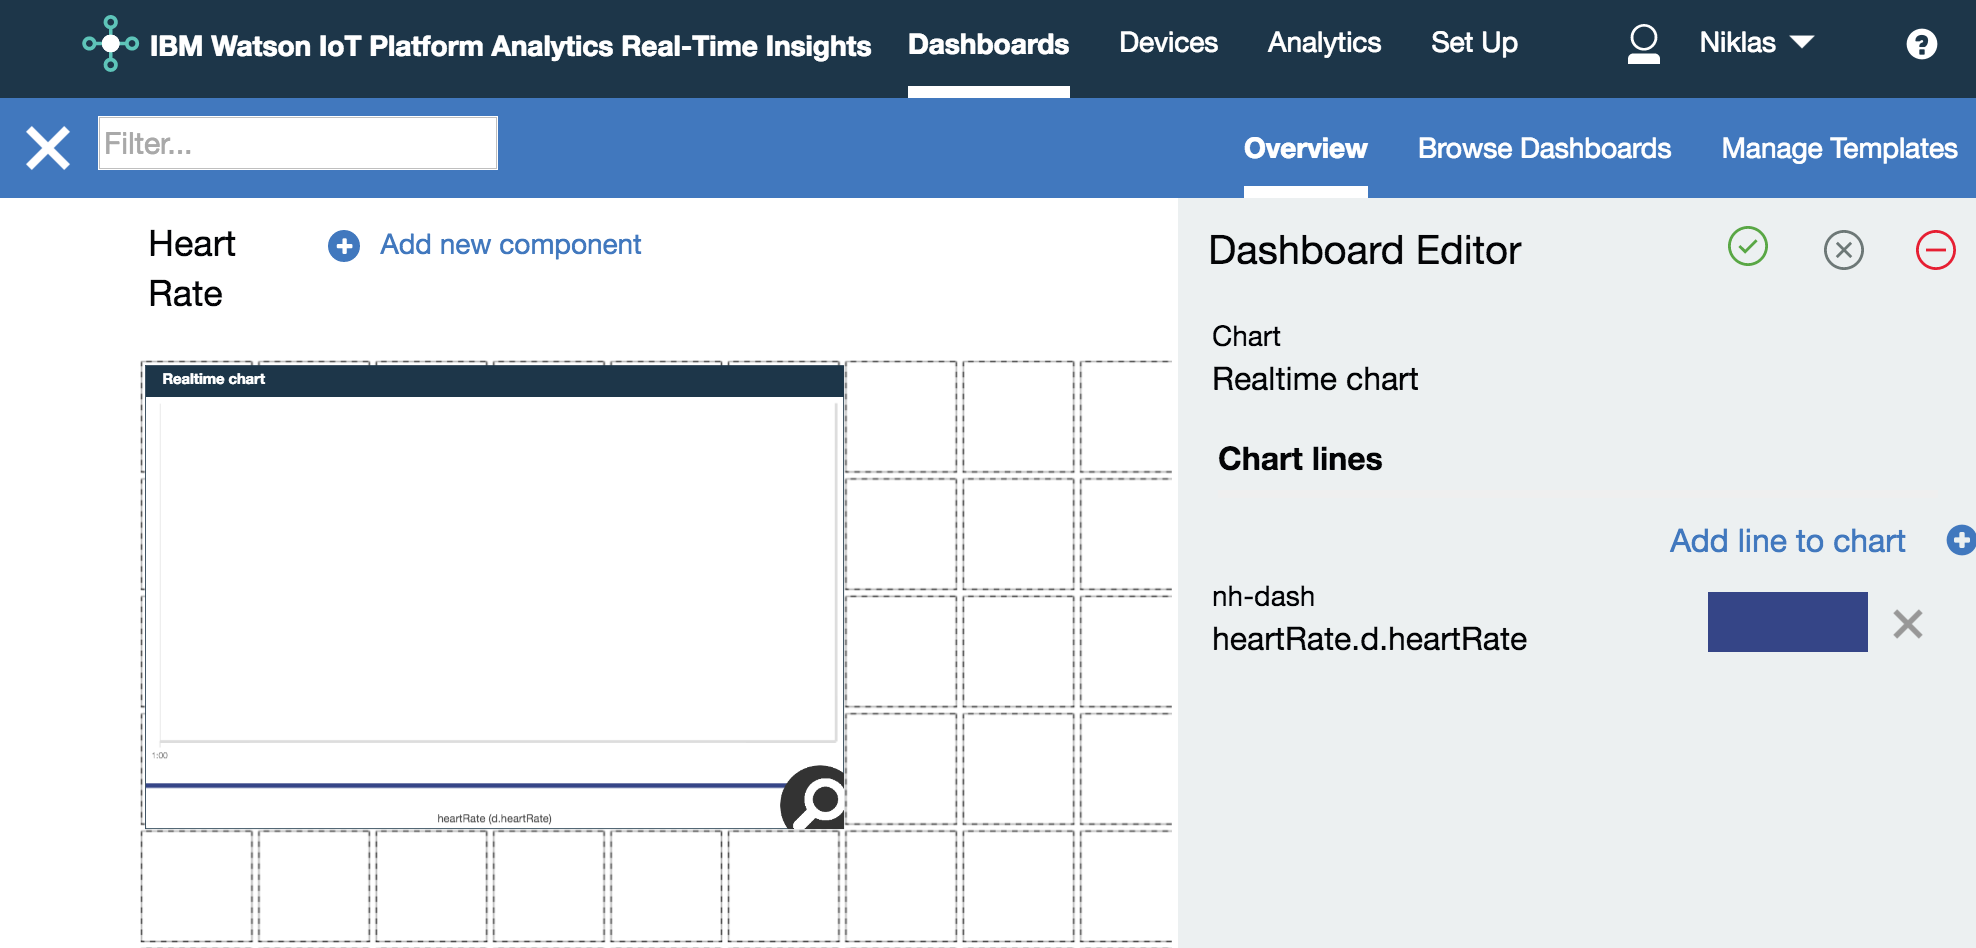 IBM Watson IoT Platform Analytics Real-Time Insights
Dashboards
Devices
Analytics
Set Up
Niklas
?
Filter...
Overview
Browse Dashboards
Manage Templates
Heart
Rate
Add new component
Dashboard Editor
Chart
Realtime chart
Chart lines
Add line to chart
nh-dash
heartRate.d.heartRate
Realtime chart
1:00
heartRate (d.heartRate)